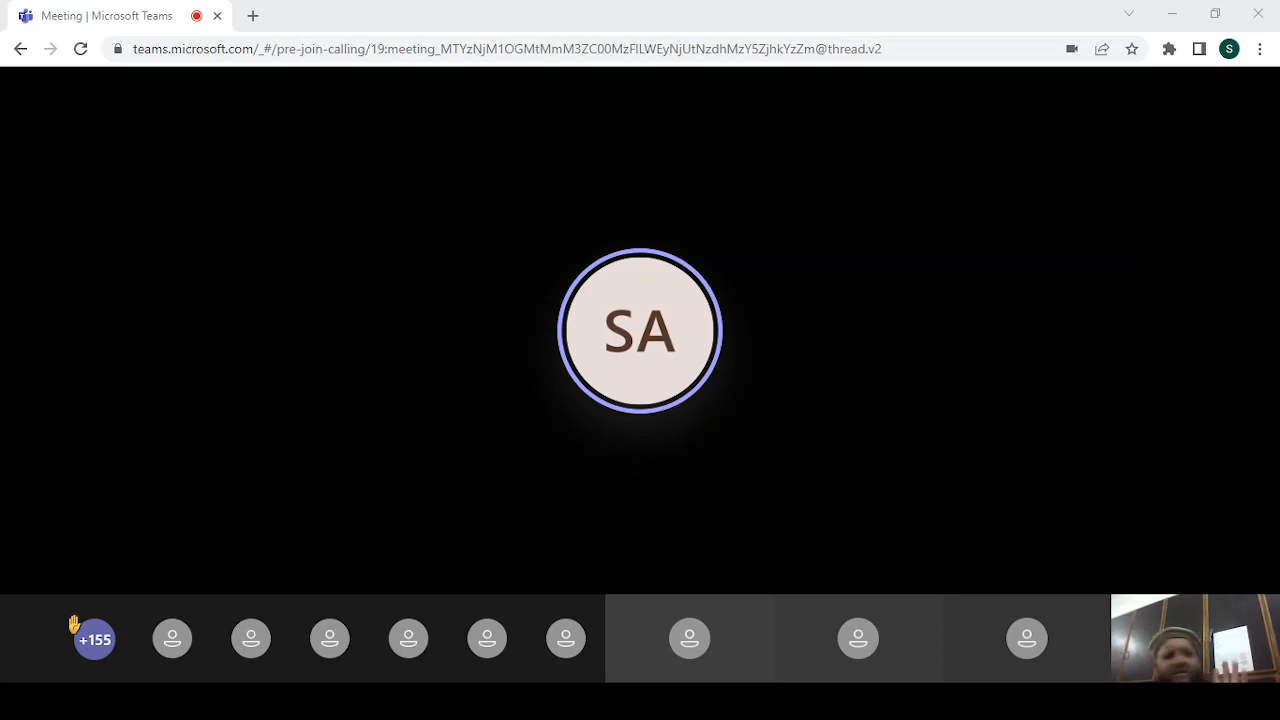 Meeting | Microsoft Teams
teams.microsoft.com/_#/pre-join-calling/19:meeting_MTYzNjM1OGMtMmM3ZC00MzFlLWEyNjUtNzdhMzY5ZjhkYzZm@thread.v2
S
SA
+155